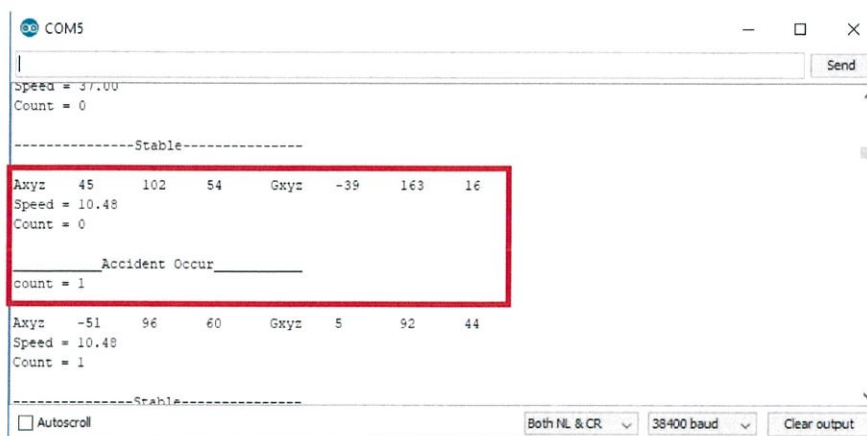 COM5
Send
Speed = 37.00
Count = 0
---------------Stable---------------
Axyz 45 102 54 Gxyz -39 163 16
Speed = 10.48
Count = 0
___________Accident Occur___________
count = 1
Axyz -51 96 60 Gxyz 5 92 44
Speed = 10.48
Count = 1
---------------Stable---------------
Autoscroll Both NL & CR 38400 baud Clear output